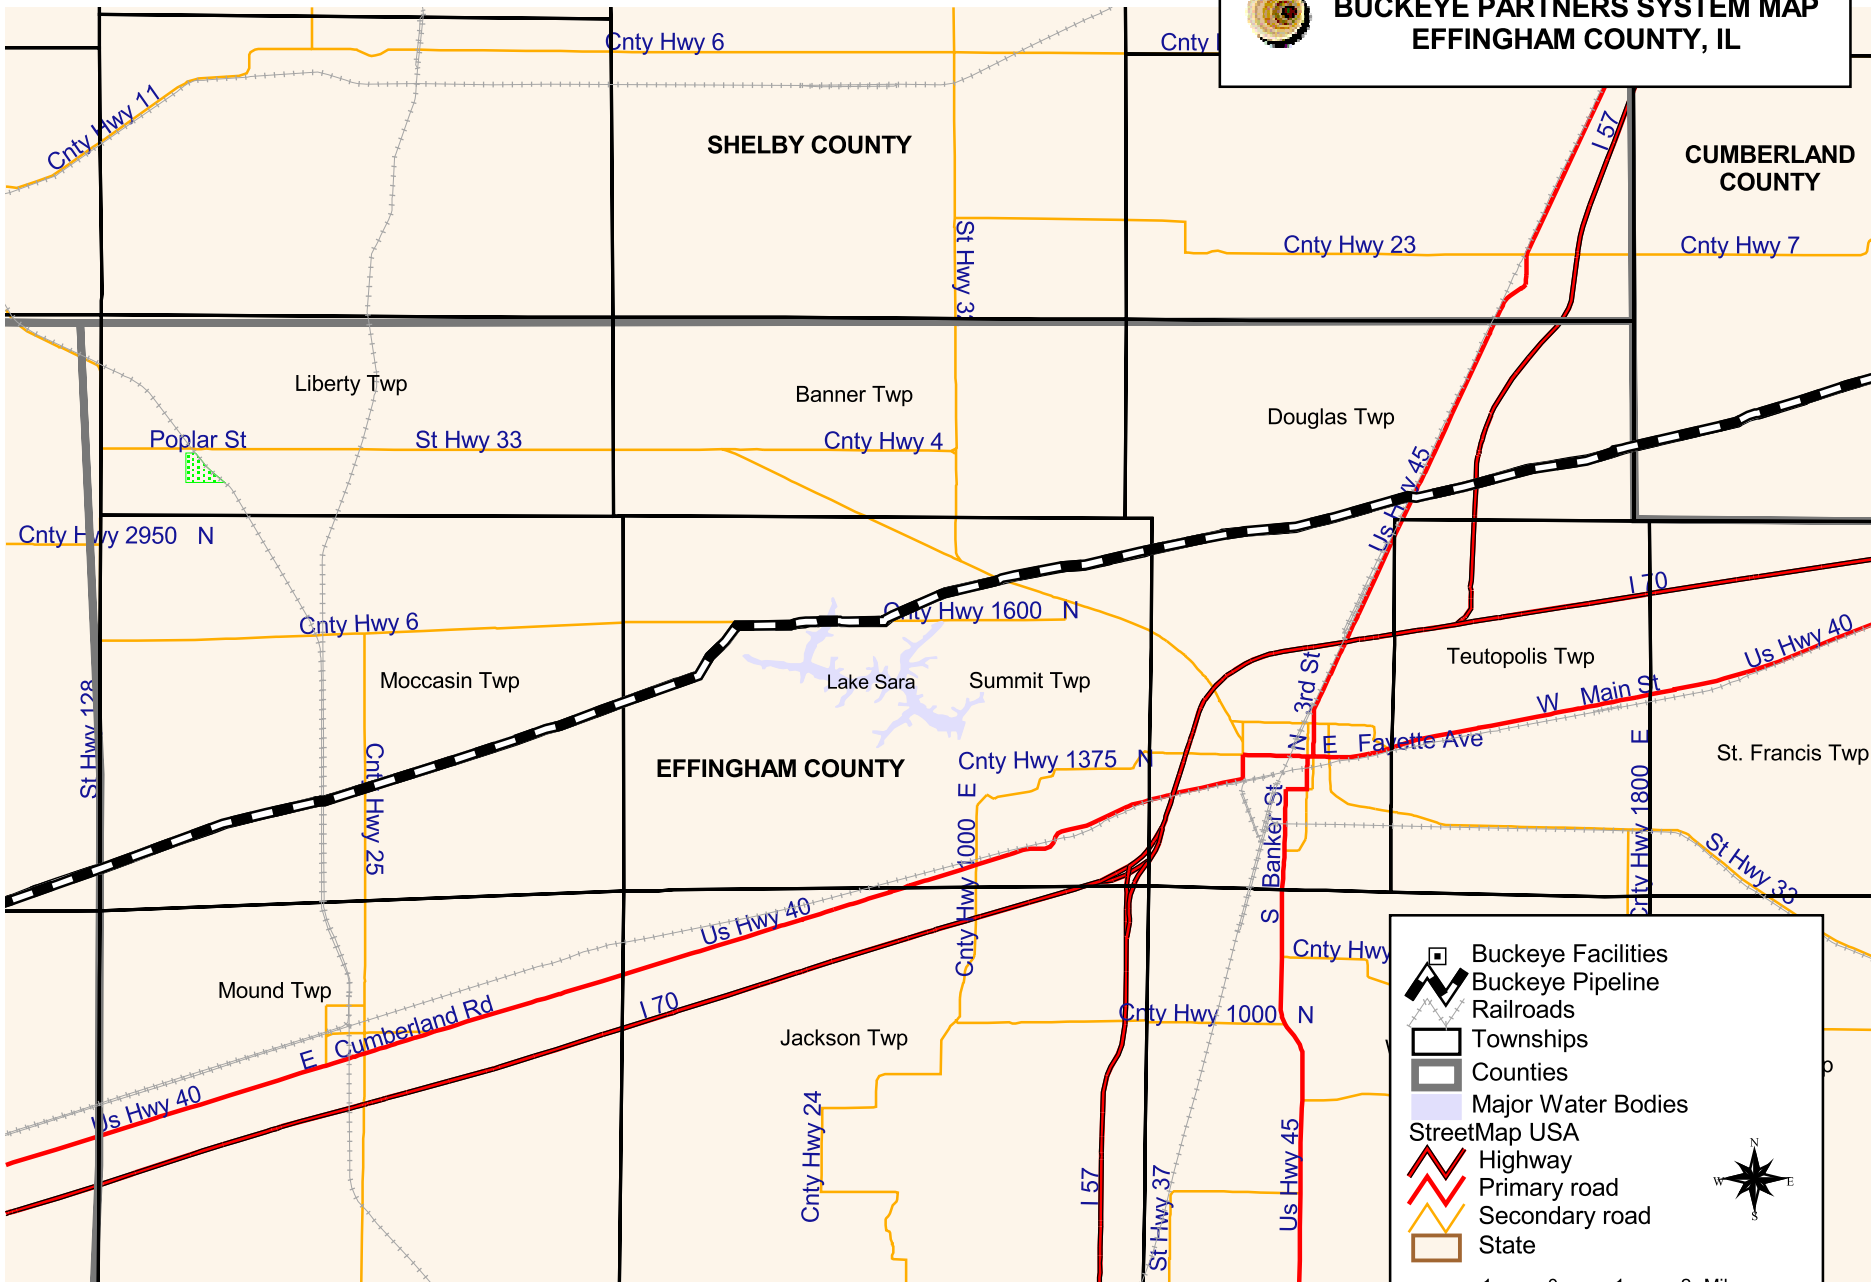 BUCKEYE PARTNERS SYSTEM MAP
EFFINGHAM COUNTY, IL
Cnty Hwy 6
Cnty
Cnty Hwy 11
I 57
SHELBY COUNTY
CUMBERLAND
COUNTY
St Hwy
Cnty Hwy 23
Cnty Hwy 7
Liberty Twp
Banner Twp
Douglas Twp
Poplar St
St Hwy 33
Cnty Hwy 4
Us Hwy 45
Cnty Hwy 2950 N
Cnty Hwy 6
Cnty Hwy 1600 N
I 70
Us Hwy 40
Moccasin Twp
Lake Sara
Summit Twp
N 3rd St
Teutopolis Twp
W Main St
St Hwy 128
Cnty Hwy 25
EFFINGHAM COUNTY
Cnty Hwy 1375 N
E Fayette Ave
St. Francis Twp
Cnty Hwy 1000 E
S Banker St
Cnty Hwy 1800 E
St Hwy 33
Us Hwy 40
Cnty Hwy
Mound Twp
E Cumberland Rd
I 70
Jackson Twp
Cnty Hwy 1000 N
Us Hwy 40
Cnty Hwy 24
I 57
St Hwy 37
Us Hwy 45
Buckeye Facilities
Buckeye Pipeline
Railroads
Townships
Counties
Major Water Bodies
StreetMap USA
Highway
Primary road
Secondary road
State
N
W E
S